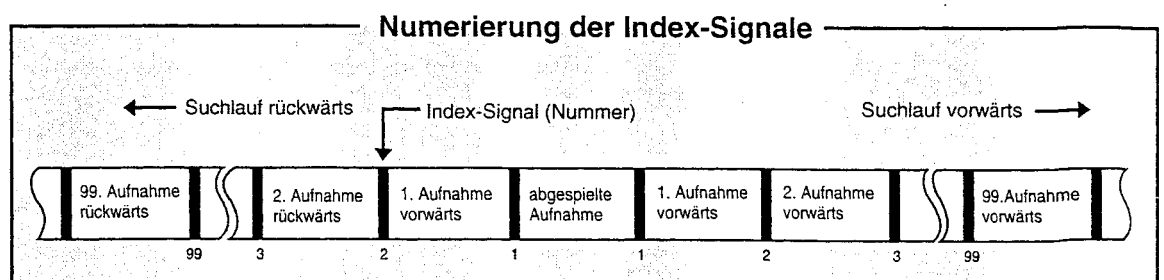 Numerierung der Index-Signale
← Suchlauf rückwärts
Index-Signal (Nummer)
Suchlauf vorwärts →
99. Aufnahme
rückwärts
2. Aufnahme
rückwärts
1. Aufnahme
vorwärts
abgespielte
Aufnahme
1. Aufnahme
vorwärts
2. Aufnahme
vorwärts
99.Aufnahme
vorwärts
99 3 2 1 1 2 3 99